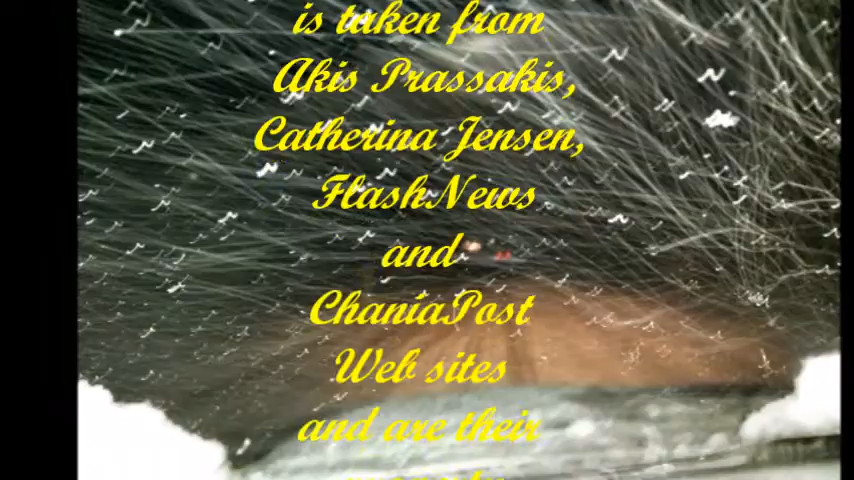 is taken from
Akis Prassakis,
Catherina Jensen,
FlashNews
and
ChaniaPost
Web sites
and are their